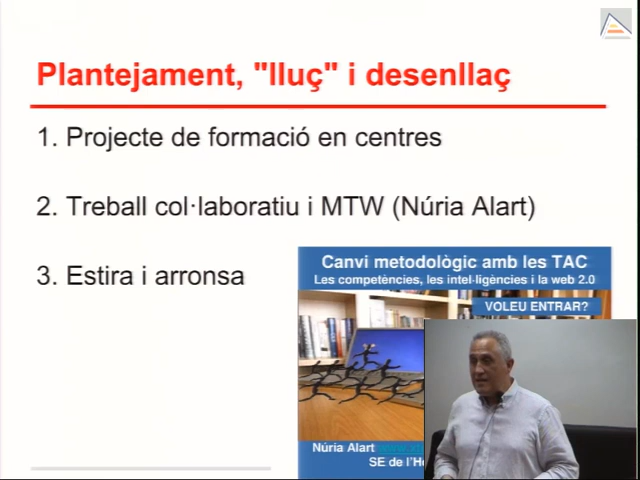 Plantejament, "lluç" i desenllaç
1. Projecte de formació en centres
2. Treball col·laboratiu i MTW (Núria Alart)
3. Estira i arronsa
Canvi metodològic amb les TAC
Les competències, les intel·ligències i la web 2.0
VOLEU ENTRAR?
Núria Alart
SE de l'H